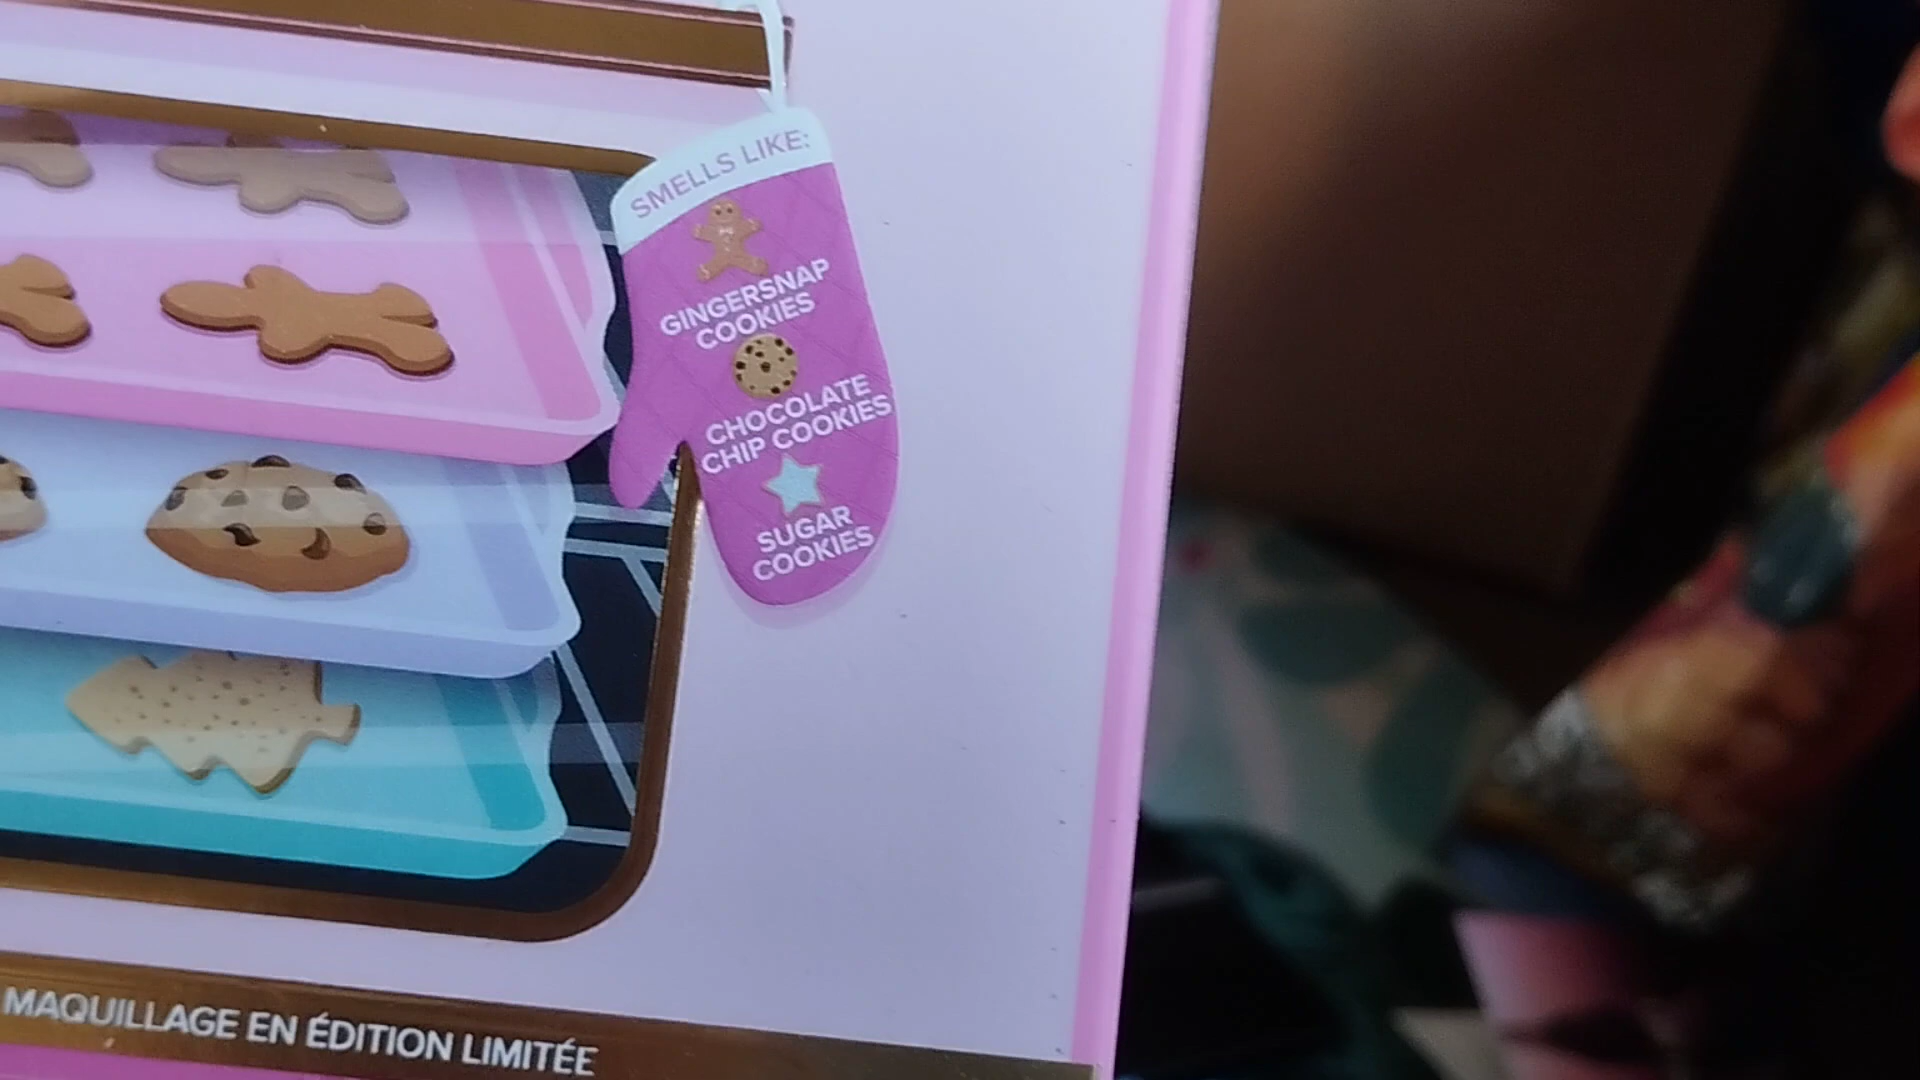 SMELLS LIKE:
GINGERSNAP
COOKIES
CHOCOLATE
CHIP COOKIES
SUGAR
COOKIES
MAQUILLAGE EN ÉDITION LIMITÉE